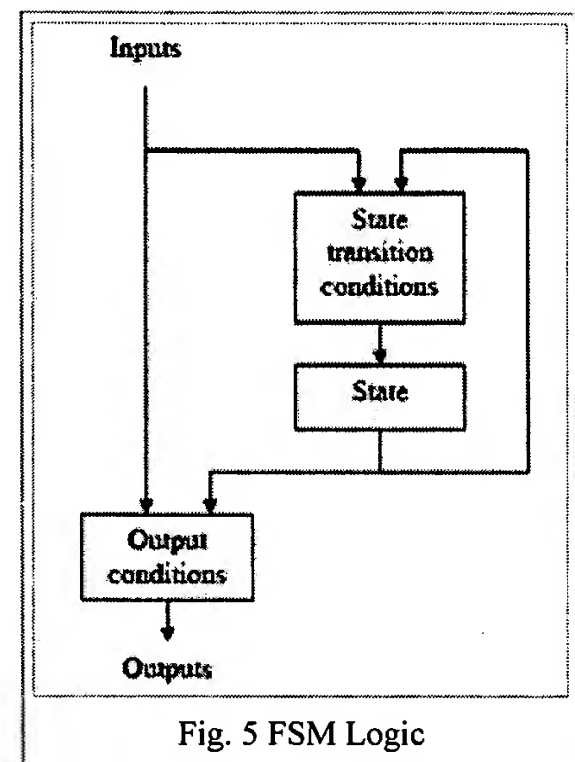 Inputs
State
transition
conditions
State
Output
conditions
Outputs
Fig. 5 FSM Logic